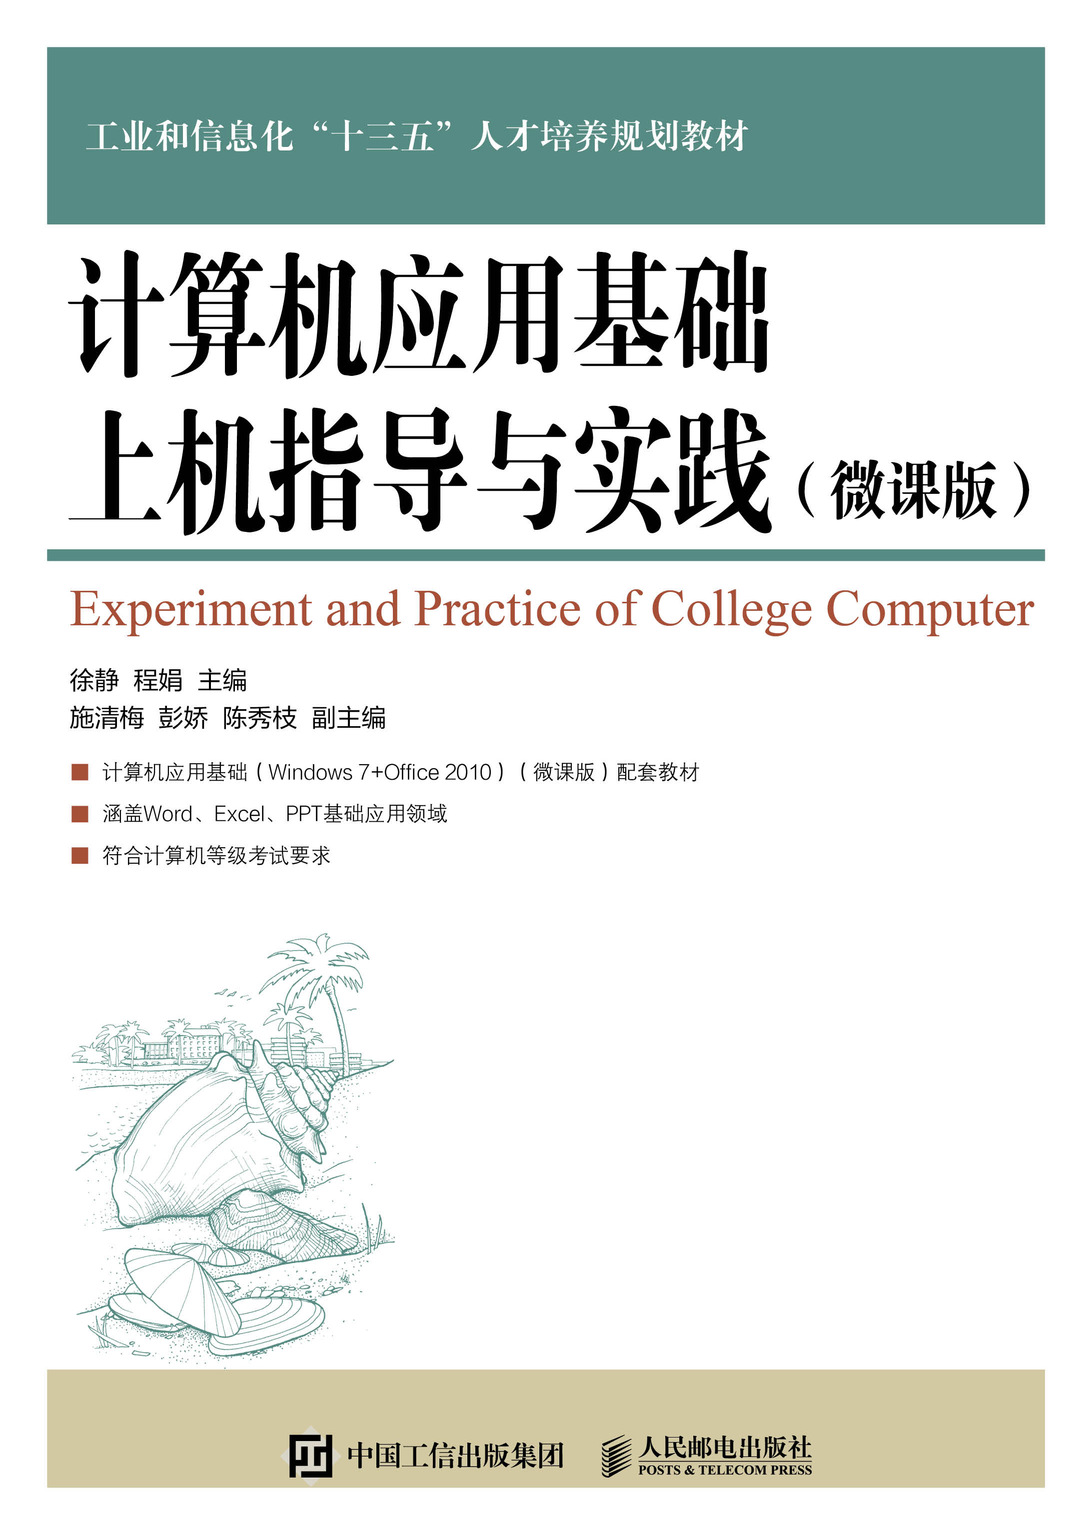 工业和信息化“十三五”人才培养规划教材
计算机应用基础
上机指导与实践（微课版）
Experiment and Practice of College Computer
徐静 程娟 主编
施清梅 彭娇 陈秀枝 副主编
■ 计算机应用基础（Windows 7+Office 2010）（微课版）配套教材
■ 涵盖Word、Excel、PPT基础应用领域
■ 符合计算机等级考试要求
中国工信出版集团
人民邮电出版社
POSTS & TELECOM PRESS